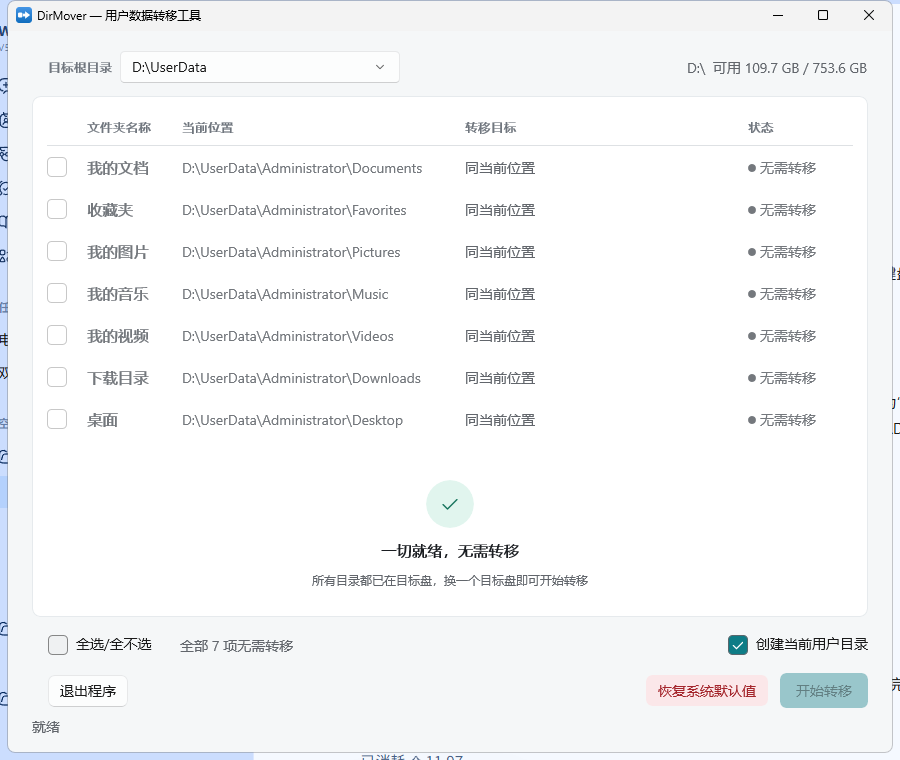 DirMover — 用户数据转移工具
目标根目录 D:\UserData D:\ 可用 109.7 GB / 753.6 GB
文件夹名称 当前位置 转移目标 状态
我的文档 D:\UserData\Administrator\Documents 同当前位置 无需转移
收藏夹 D:\UserData\Administrator\Favorites 同当前位置 无需转移
我的图片 D:\UserData\Administrator\Pictures 同当前位置 无需转移
我的音乐 D:\UserData\Administrator\Music 同当前位置 无需转移
我的视频 D:\UserData\Administrator\Videos 同当前位置 无需转移
下载目录 D:\UserData\Administrator\Downloads 同当前位置 无需转移
桌面 D:\UserData\Administrator\Desktop 同当前位置 无需转移
一切就绪，无需转移
所有目录都已在目标盘，换一个目标盘即可开始转移
全选/全不选 全部 7 项无需转移 创建当前用户目录
退出程序 恢复系统默认值 开始转移
就绪